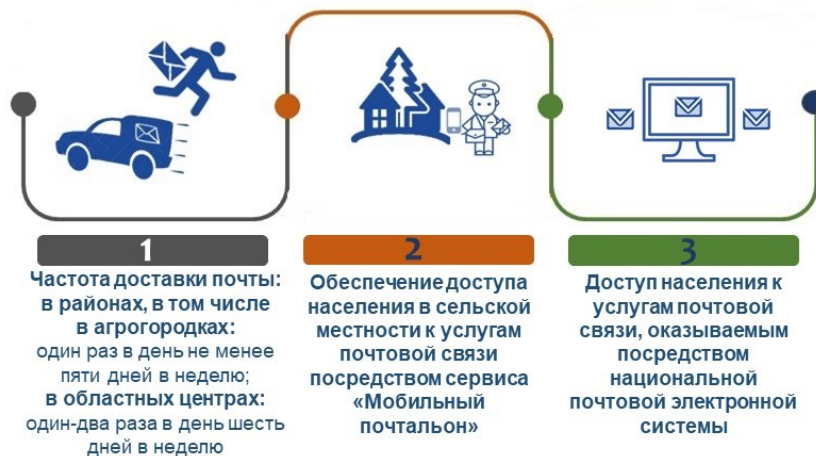 1
Частота доставки почты:
в районах, в том числе
в агрогородках:
один раз в день не менее
пяти дней в неделю;
в областных центрах:
один-два раза в день шесть
дней в неделю
2
Обеспечение доступа
населения в сельской
местности к услугам
почтовой связи
посредством сервиса
«Мобильный
почтальон»
3
Доступ населения к
услугам почтовой
связи, оказываемым
посредством
национальной
почтовой электронной
системы